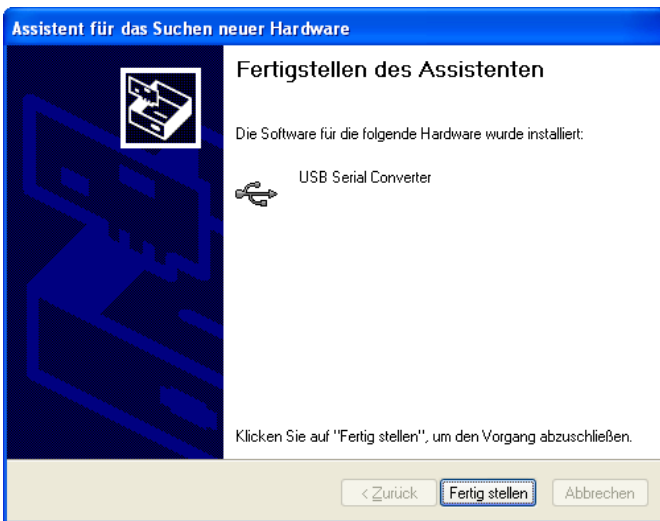 Assistent für das Suchen neuer Hardware
Fertigstellen des Assistenten
Die Software für die folgende Hardware wurde installiert:
USB Serial Converter
Klicken Sie auf "Fertig stellen", um den Vorgang abzuschließen.
< Zurück Fertig stellen Abbrechen